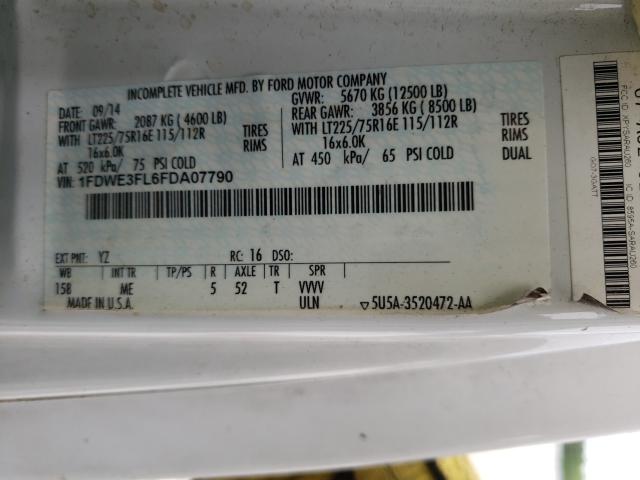 INCOMPLETE VEHICLE MFD. BY FORD MOTOR COMPANY
DATE: 09/14 GVWR: 5670 KG (12500 LB)
FRONT GAWR: 2087 KG (4600 LB) REAR GAWR: 3856 KG (8500 LB)
WITH LT225/75R16E 115/112R TIRES WITH LT225/75R16E 115/112R TIRES
16x6.0K RIMS 16x6.0K RIMS
AT 520 kPa/ 75 PSI COLD AT 450 kPa/ 65 PSI COLD DUAL
VIN: 1FDWE3FL6FDA07790
EXT PNT: YZ RC: 16 DSO:
WB INT TR TP/PS R AXLE TR SPR
158 ME 5 52 T VVVV
MADE IN U.S.A. ULN ▽5U5A-3520472-AA